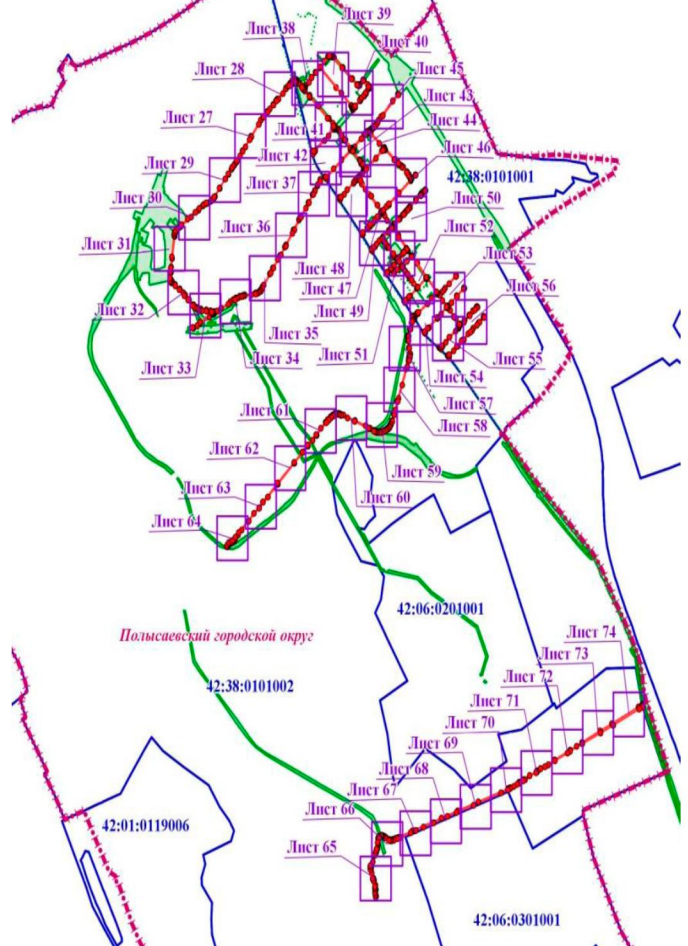 Лист 39
Лист 38
Лист 40
Лист 28
Лист 45
Лист 43
Лист 27
Лист 44
Лист 41
Лист 42
Лист 46
Лист 29
42:38:0101001
Лист 37
Лист 30
Лист 50
Лист 36
Лист 52
Лист 31
Лист 53
Лист 48
Лист 56
Лист 47
Лист 32
Лист 49
Лист 35
Лист 51
Лист 34
Лист 55
Лист 33
Лист 54
Лист 57
Лист 61
Лист 58
Лист 62
Лист 59
Лист 63
Лист 60
Лист 64
42:06:0201001
Полысаевский городской округ
Лист 74
Лист 73
Лист 72
42:38:0101002
Лист 71
Лист 70
Лист 69
Лист 68
Лист 67
Лист 66
42:01:0119006
Лист 65
42:06:0301001